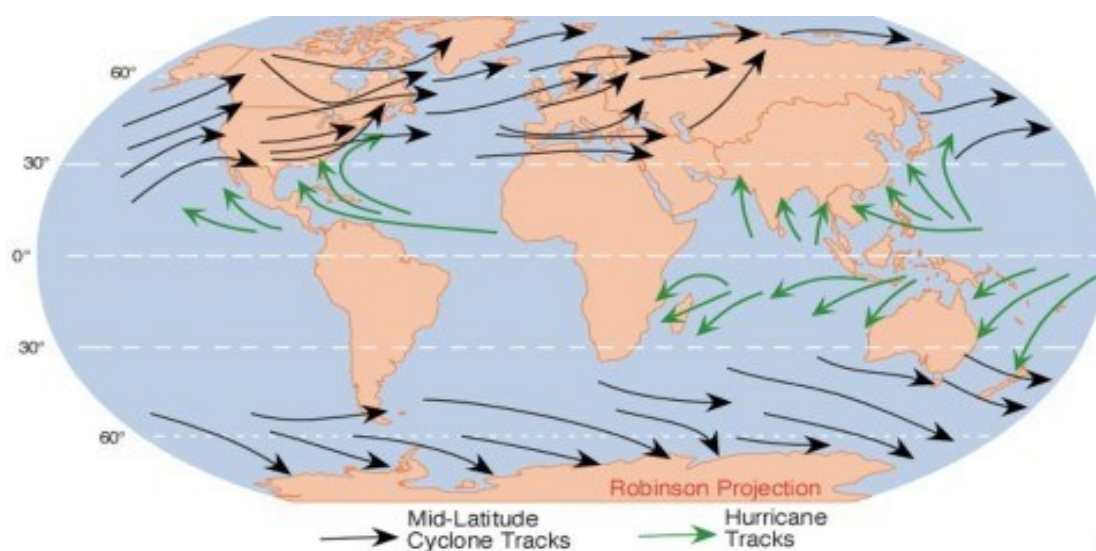 60°
30°
0°
30°
60°
Robinson Projection
Mid-Latitude
Cyclone Tracks
Hurricane
Tracks